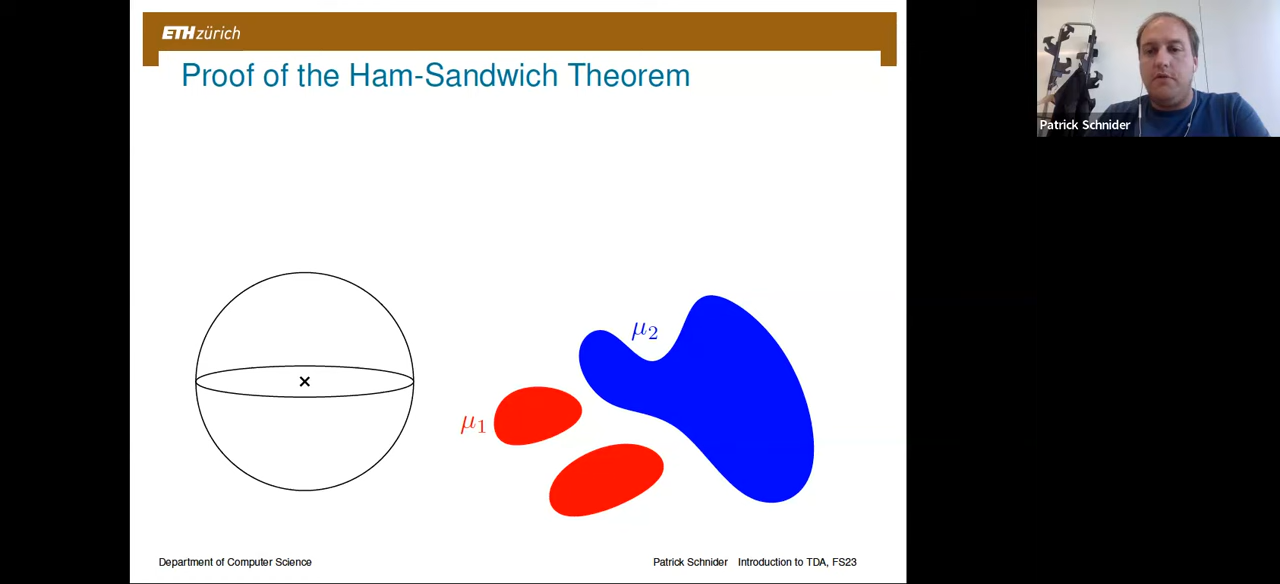 ETH zürich
Proof of the Ham-Sandwich Theorem
Patrick Schnider
μ2
μ1
Department of Computer Science
Patrick Schnider Introduction to TDA, FS23